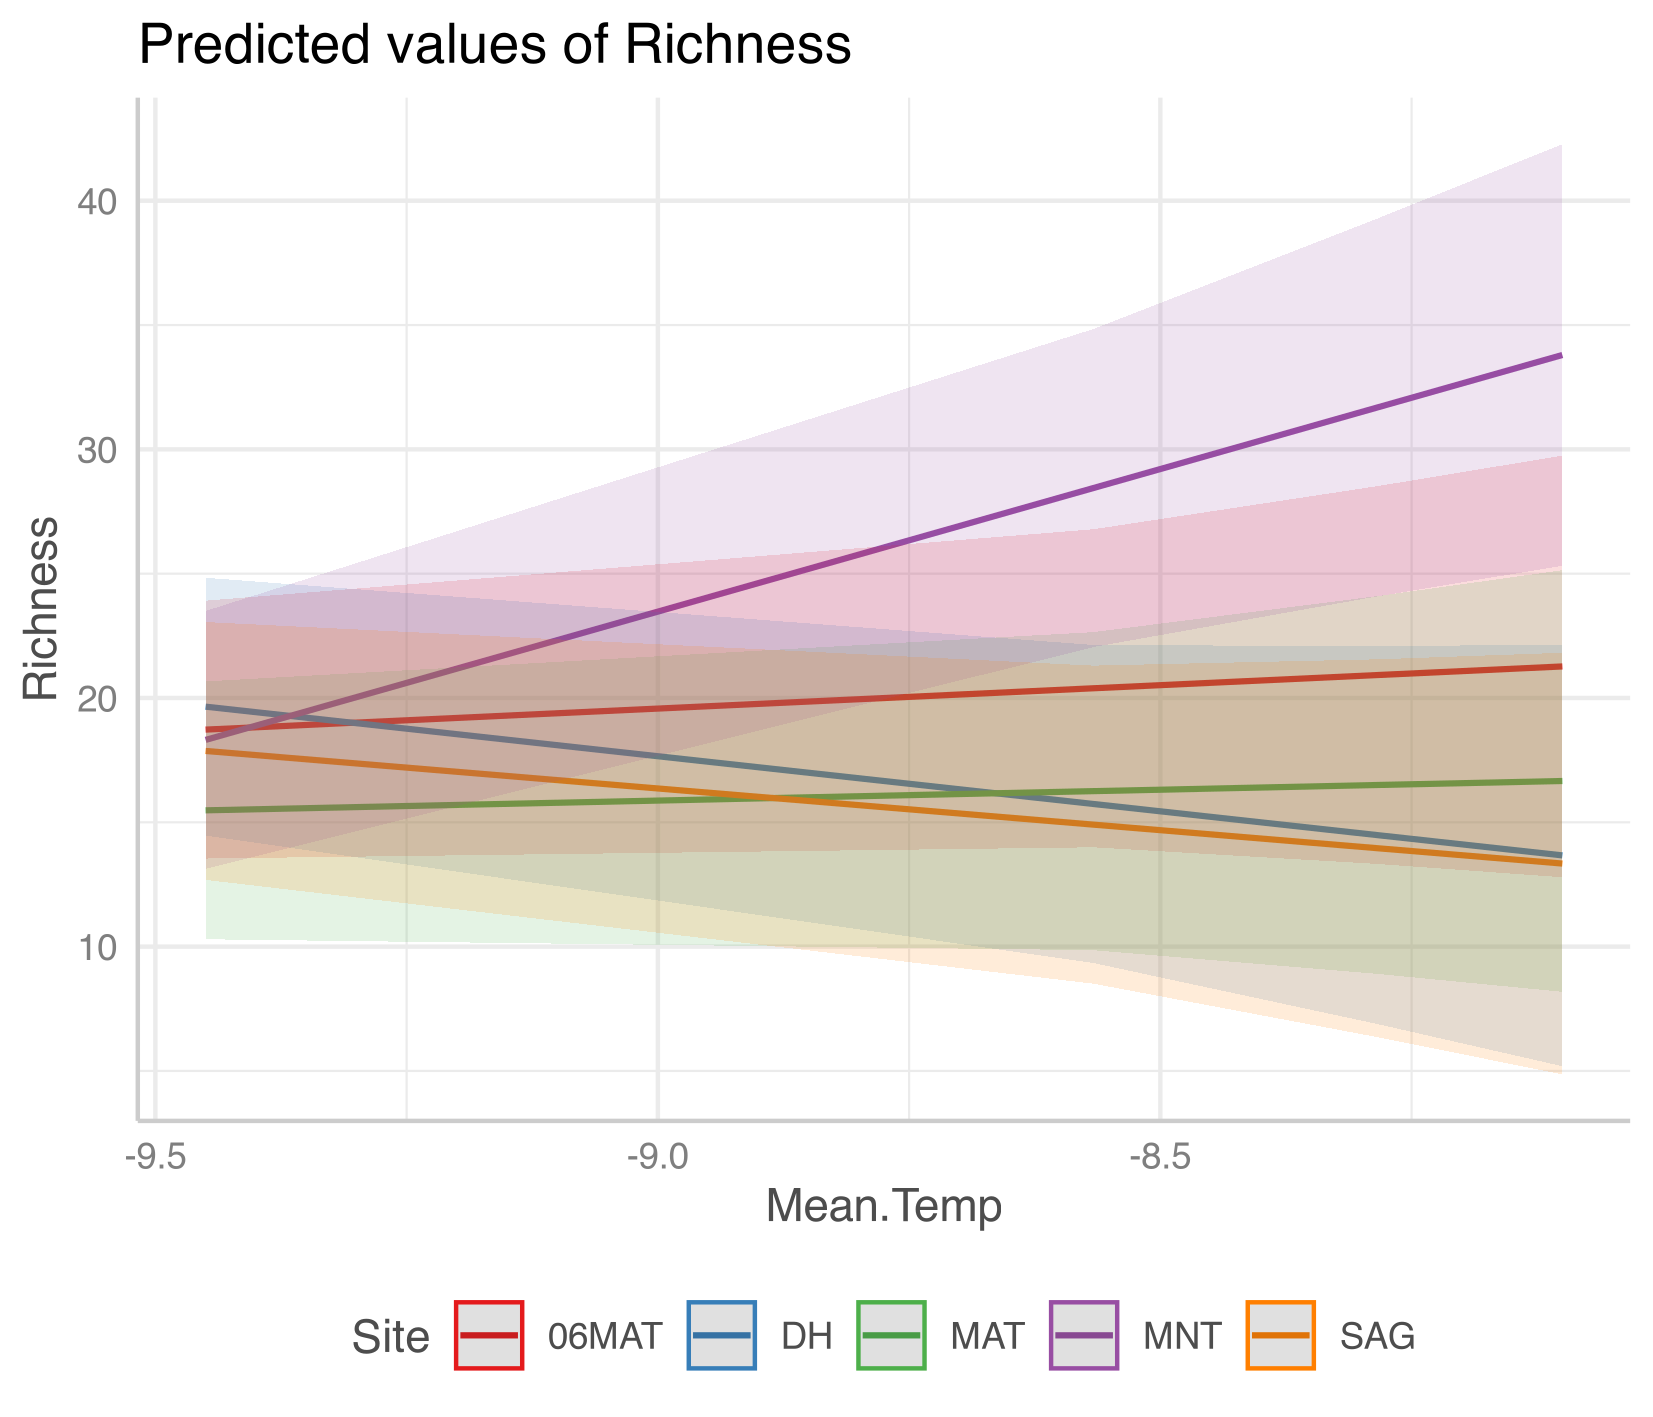 Predicted values of Richness
Richness
40
30
20
10
-9.5 -9.0 -8.5
Mean.Temp
Site 06MAT DH MAT MNT SAG